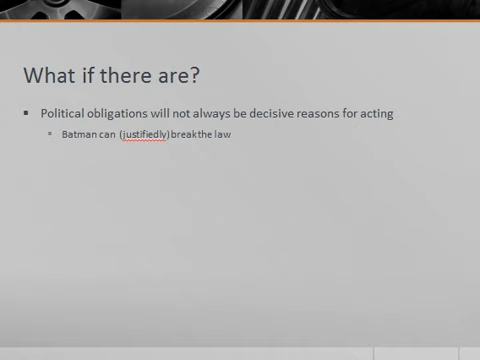 What if there are?
Political obligations will not always be decisive reasons for acting
Batman can (justifiedly) break the law